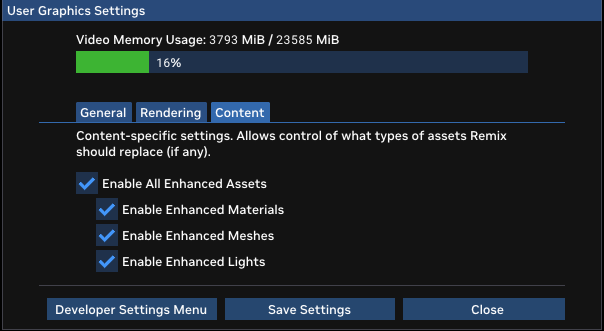 User Graphics Settings
Video Memory Usage: 3793 MiB / 23585 MiB
16%
General Rendering Content
Content-specific settings. Allows control of what types of assets Remix
should replace (if any).
Enable All Enhanced Assets
Enable Enhanced Materials
Enable Enhanced Meshes
Enable Enhanced Lights
Developer Settings Menu Save Settings Close